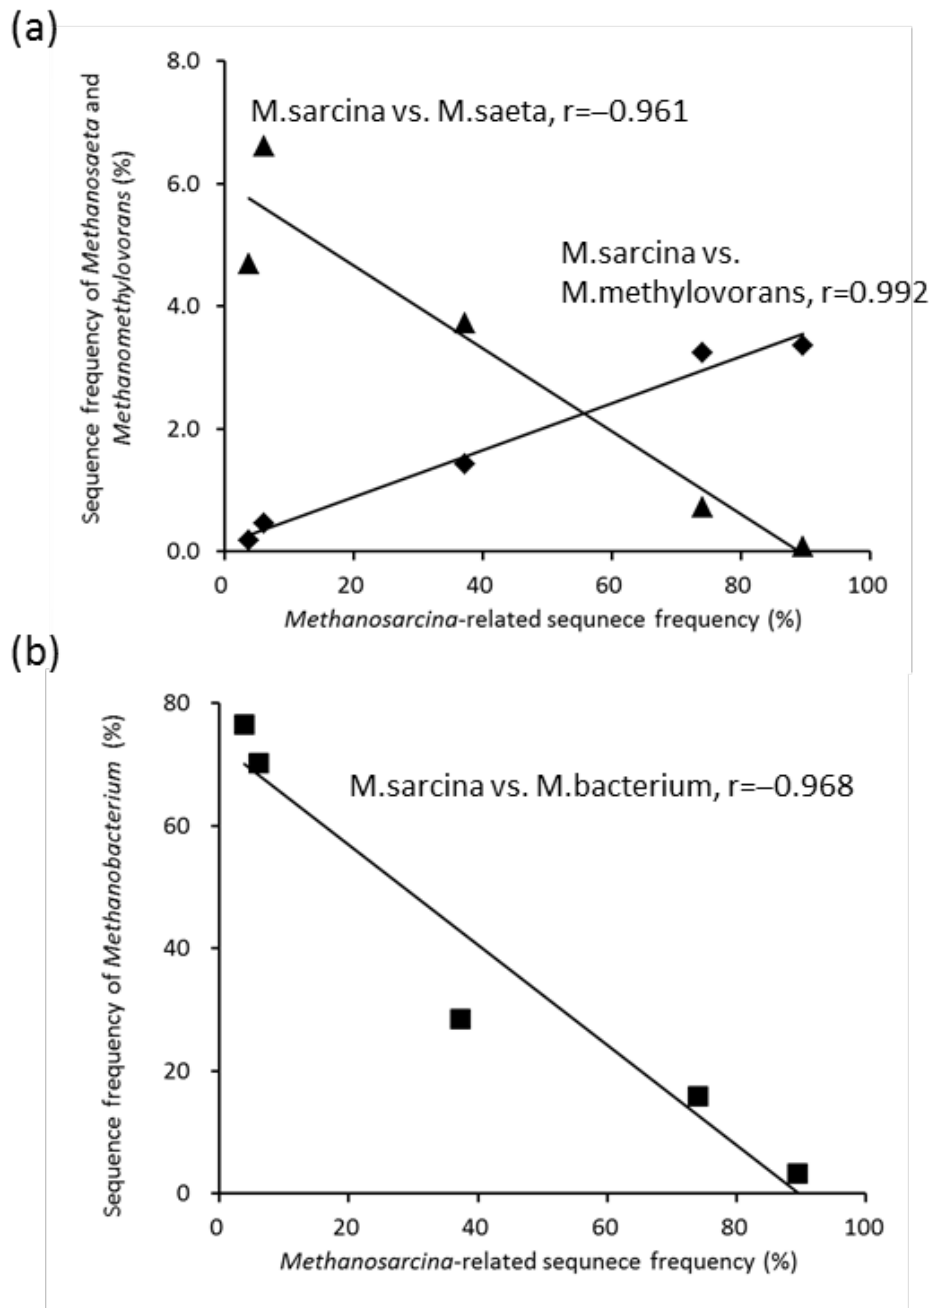 (a)
Sequence frequency of Methanosaeta and
Methanomethylovorans (%)
8.0
6.0
4.0
2.0
0.0
M.sarcina vs. M.saeta, r=−0.961
M.sarcina vs.
M.methylovorans, r=0.992
0 20 40 60 80 100
Methanosarcina-related sequnece frequency (%)
(b)
Sequence frequency of Methanobacterium (%)
80
60
40
20
0
M.sarcina vs. M.bacterium, r=−0.968
0 20 40 60 80 100
Methanosarcina-related sequnece frequency (%)